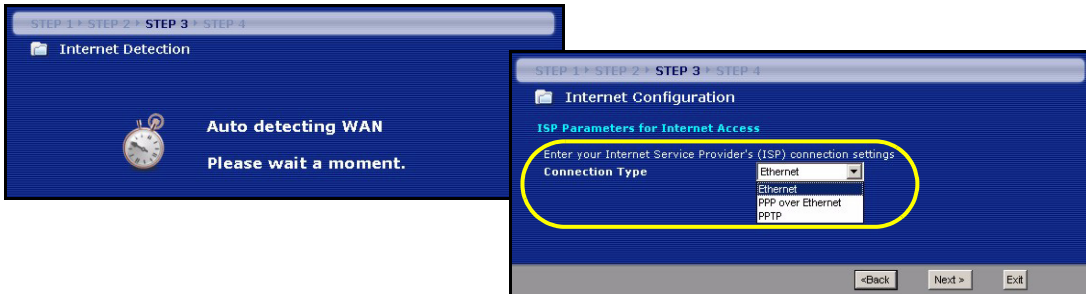 STEP 1 STEP 2 STEP 3 STEP 4
Internet Detection
Auto detecting WAN
Please wait a moment.
STEP 1 STEP 2 STEP 3 STEP 4
Internet Configuration
ISP Parameters for Internet Access
Enter your Internet Service Provider's (ISP) connection settings
Connection Type Ethernet
Ethernet
PPP over Ethernet
PPTP
<Back Next > Exit